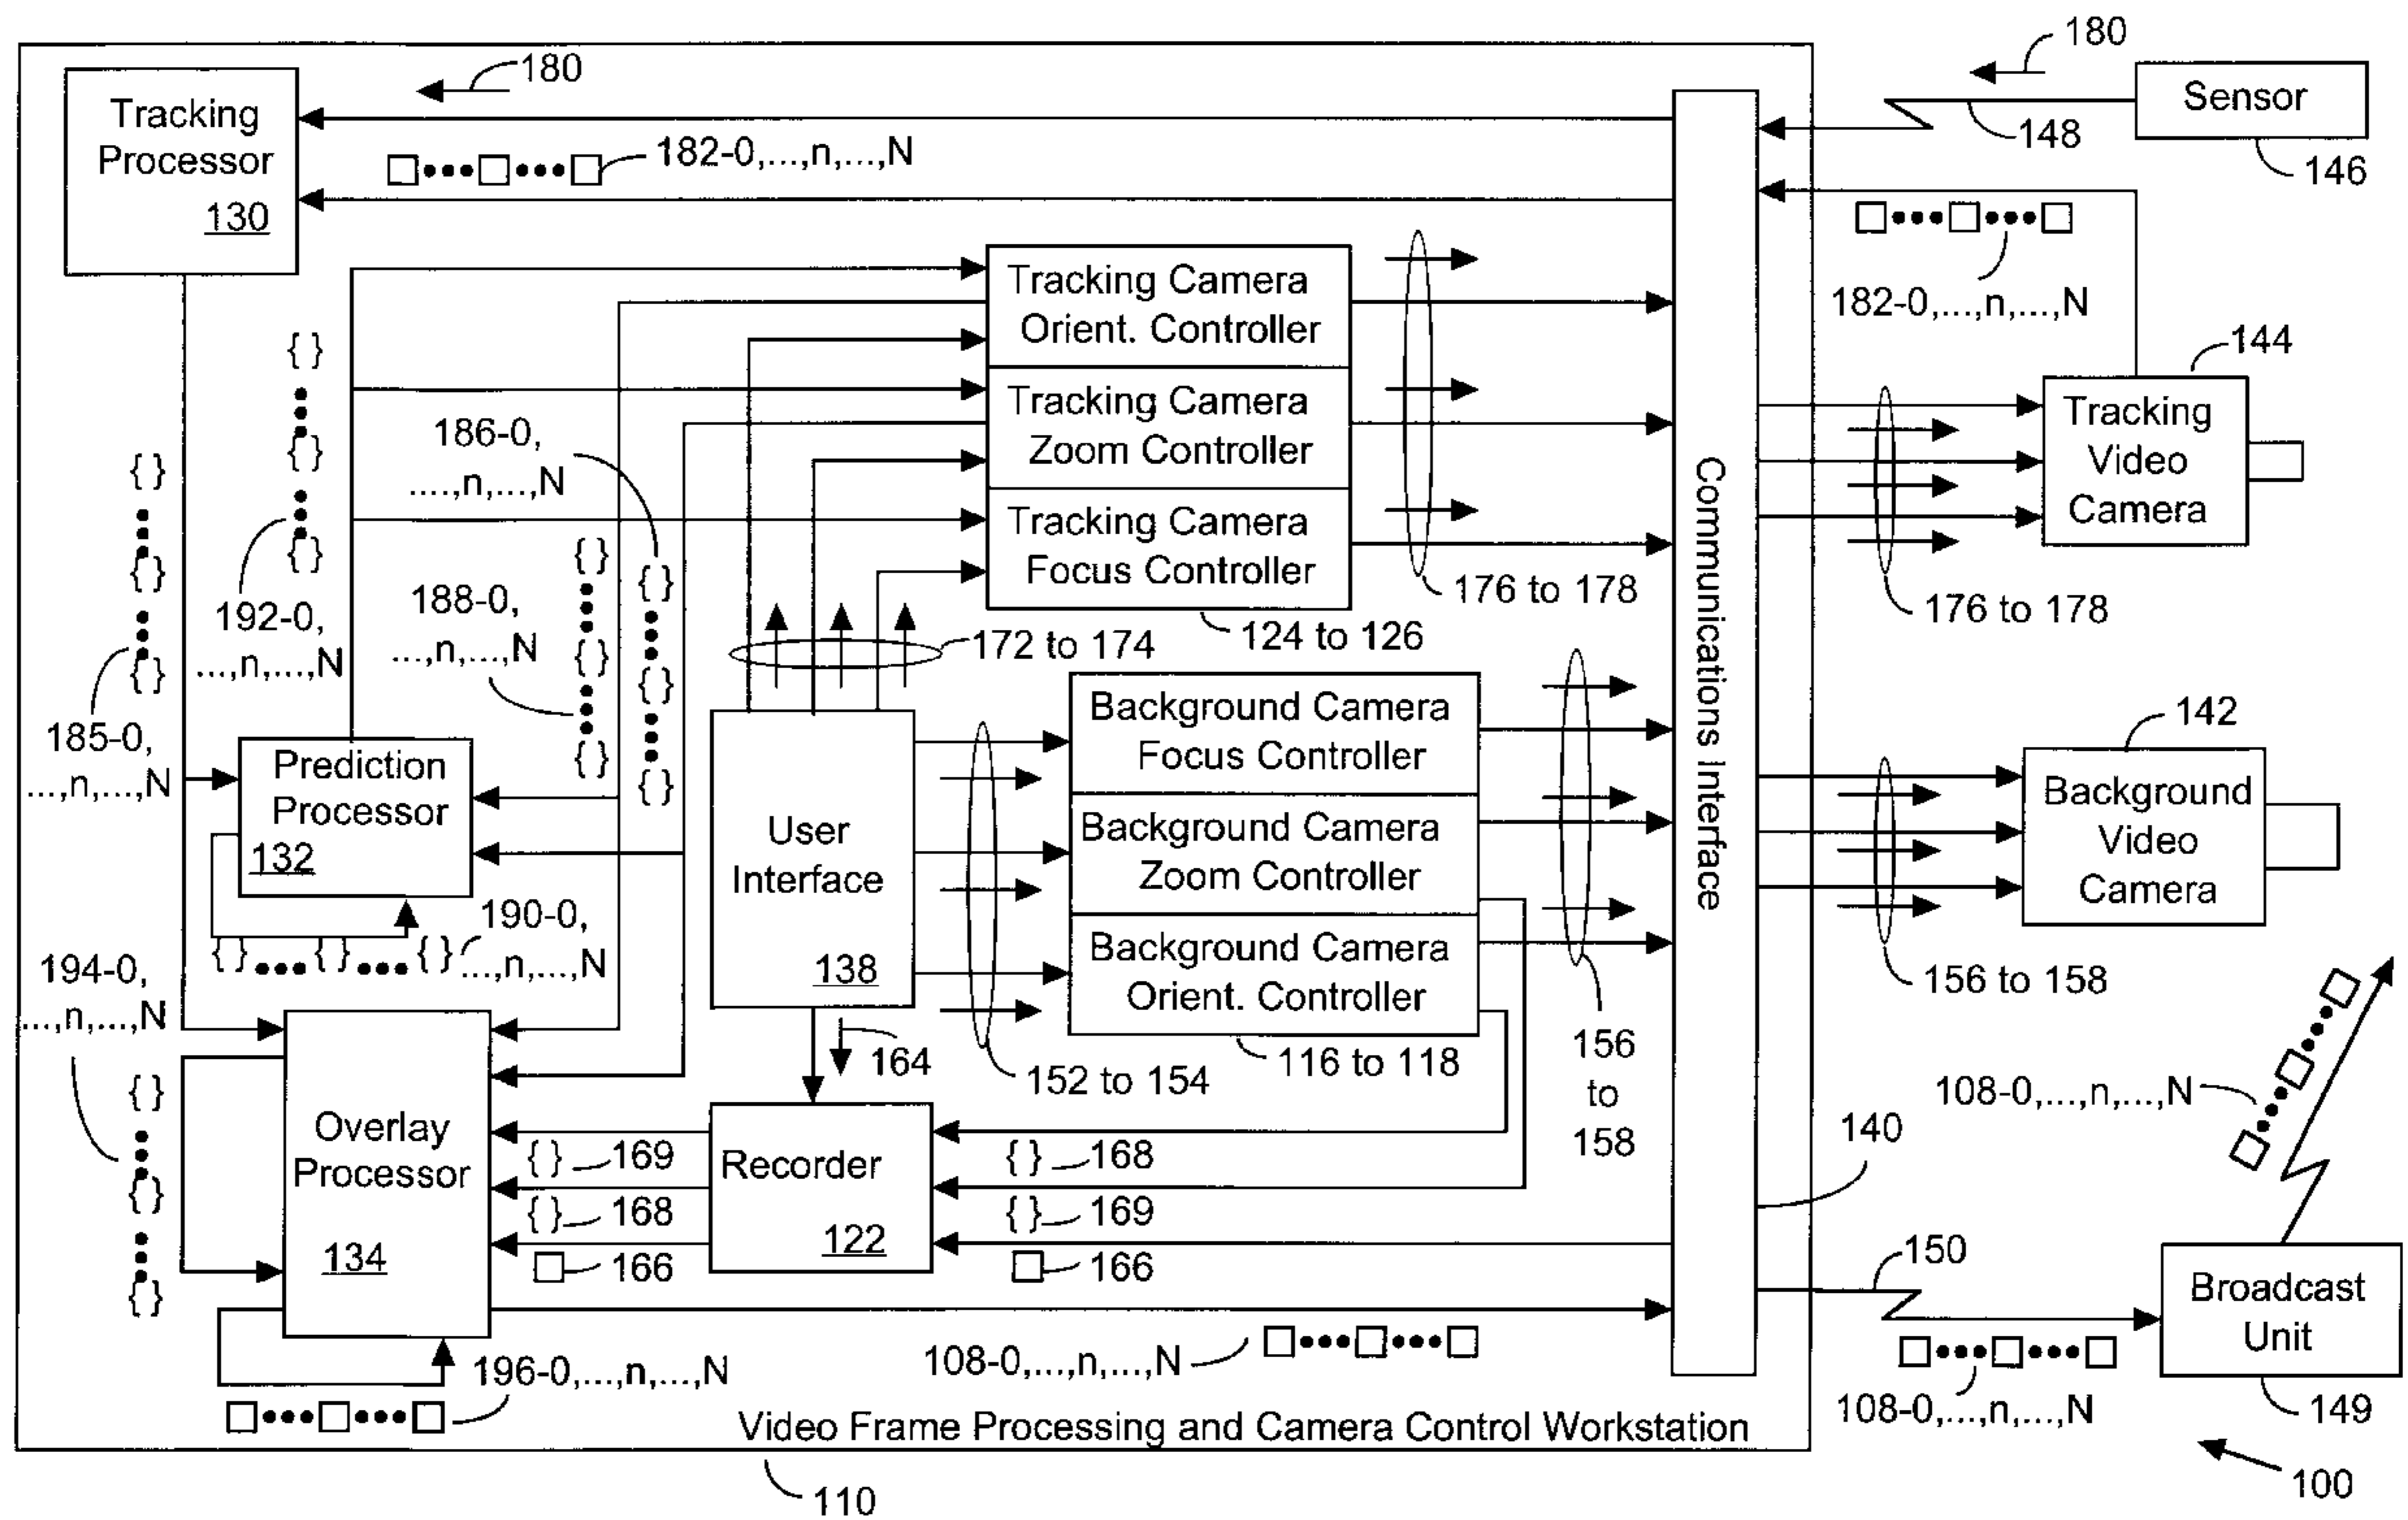 180
180
Tracking
Processor
130
Sensor
148
146
182-0,...,n,...,N
182-0,...,n,...,N
Tracking Camera
Orient. Controller
Tracking Camera
Zoom Controller
Tracking Camera
Focus Controller
144
Tracking
Video
Camera
186-0,
....,n,...,N
188-0,
...,n,...,N
192-0,
...,n,...,N
185-0,
...,n,...,N
176 to 178
176 to 178
124 to 126
172 to 174
Communications Interface
Prediction
Processor
132
190-0,
...,n,...,N
User
Interface
138
Background Camera
Focus Controller
Background Camera
Zoom Controller
Background Camera
Orient. Controller
142
Background
Video
Camera
156 to 158
194-0,
...,n,...,N
164
152 to 154
116 to 118
156
to
158
108-0,...,n,...,N
140
Overlay
Processor
134
{ } 169
{ } 168
166
Recorder
122
{ } 168
{ } 169
166
150
Broadcast
Unit
149
196-0,...,n,...,N
108-0,...,n,...,N
108-0,...,n,...,N
Video Frame Processing and Camera Control Workstation
110
100